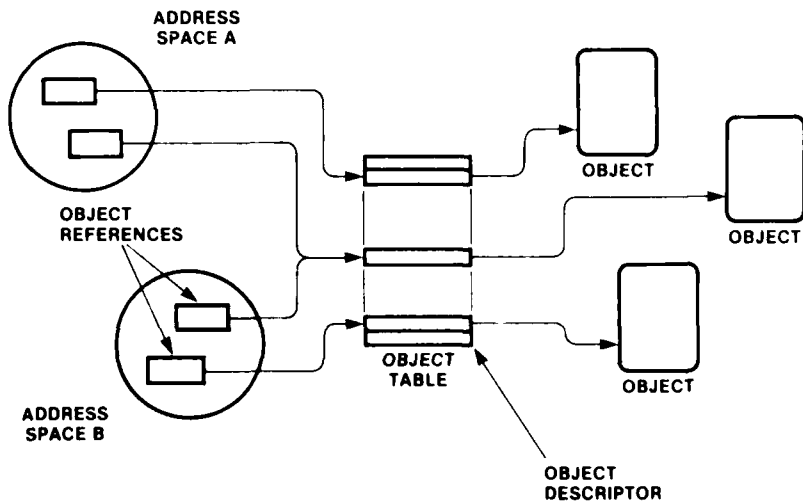 ADDRESS
SPACE A
OBJECT
OBJECT
OBJECT
REFERENCES
OBJECT
TABLE
OBJECT
ADDRESS
SPACE B
OBJECT
DESCRIPTOR